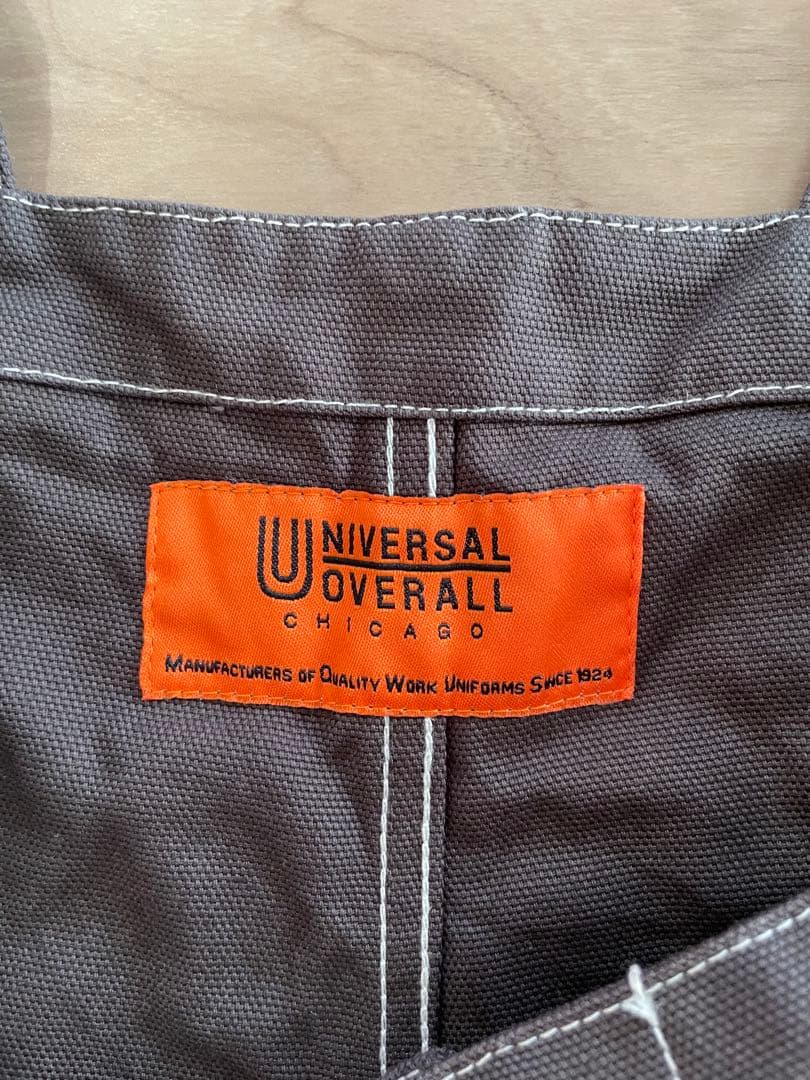 UNIVERSAL
OVERALL
CHICAGO
MANUFACTURERS OF QUALITY WORK UNIFORMS SINCE 1924